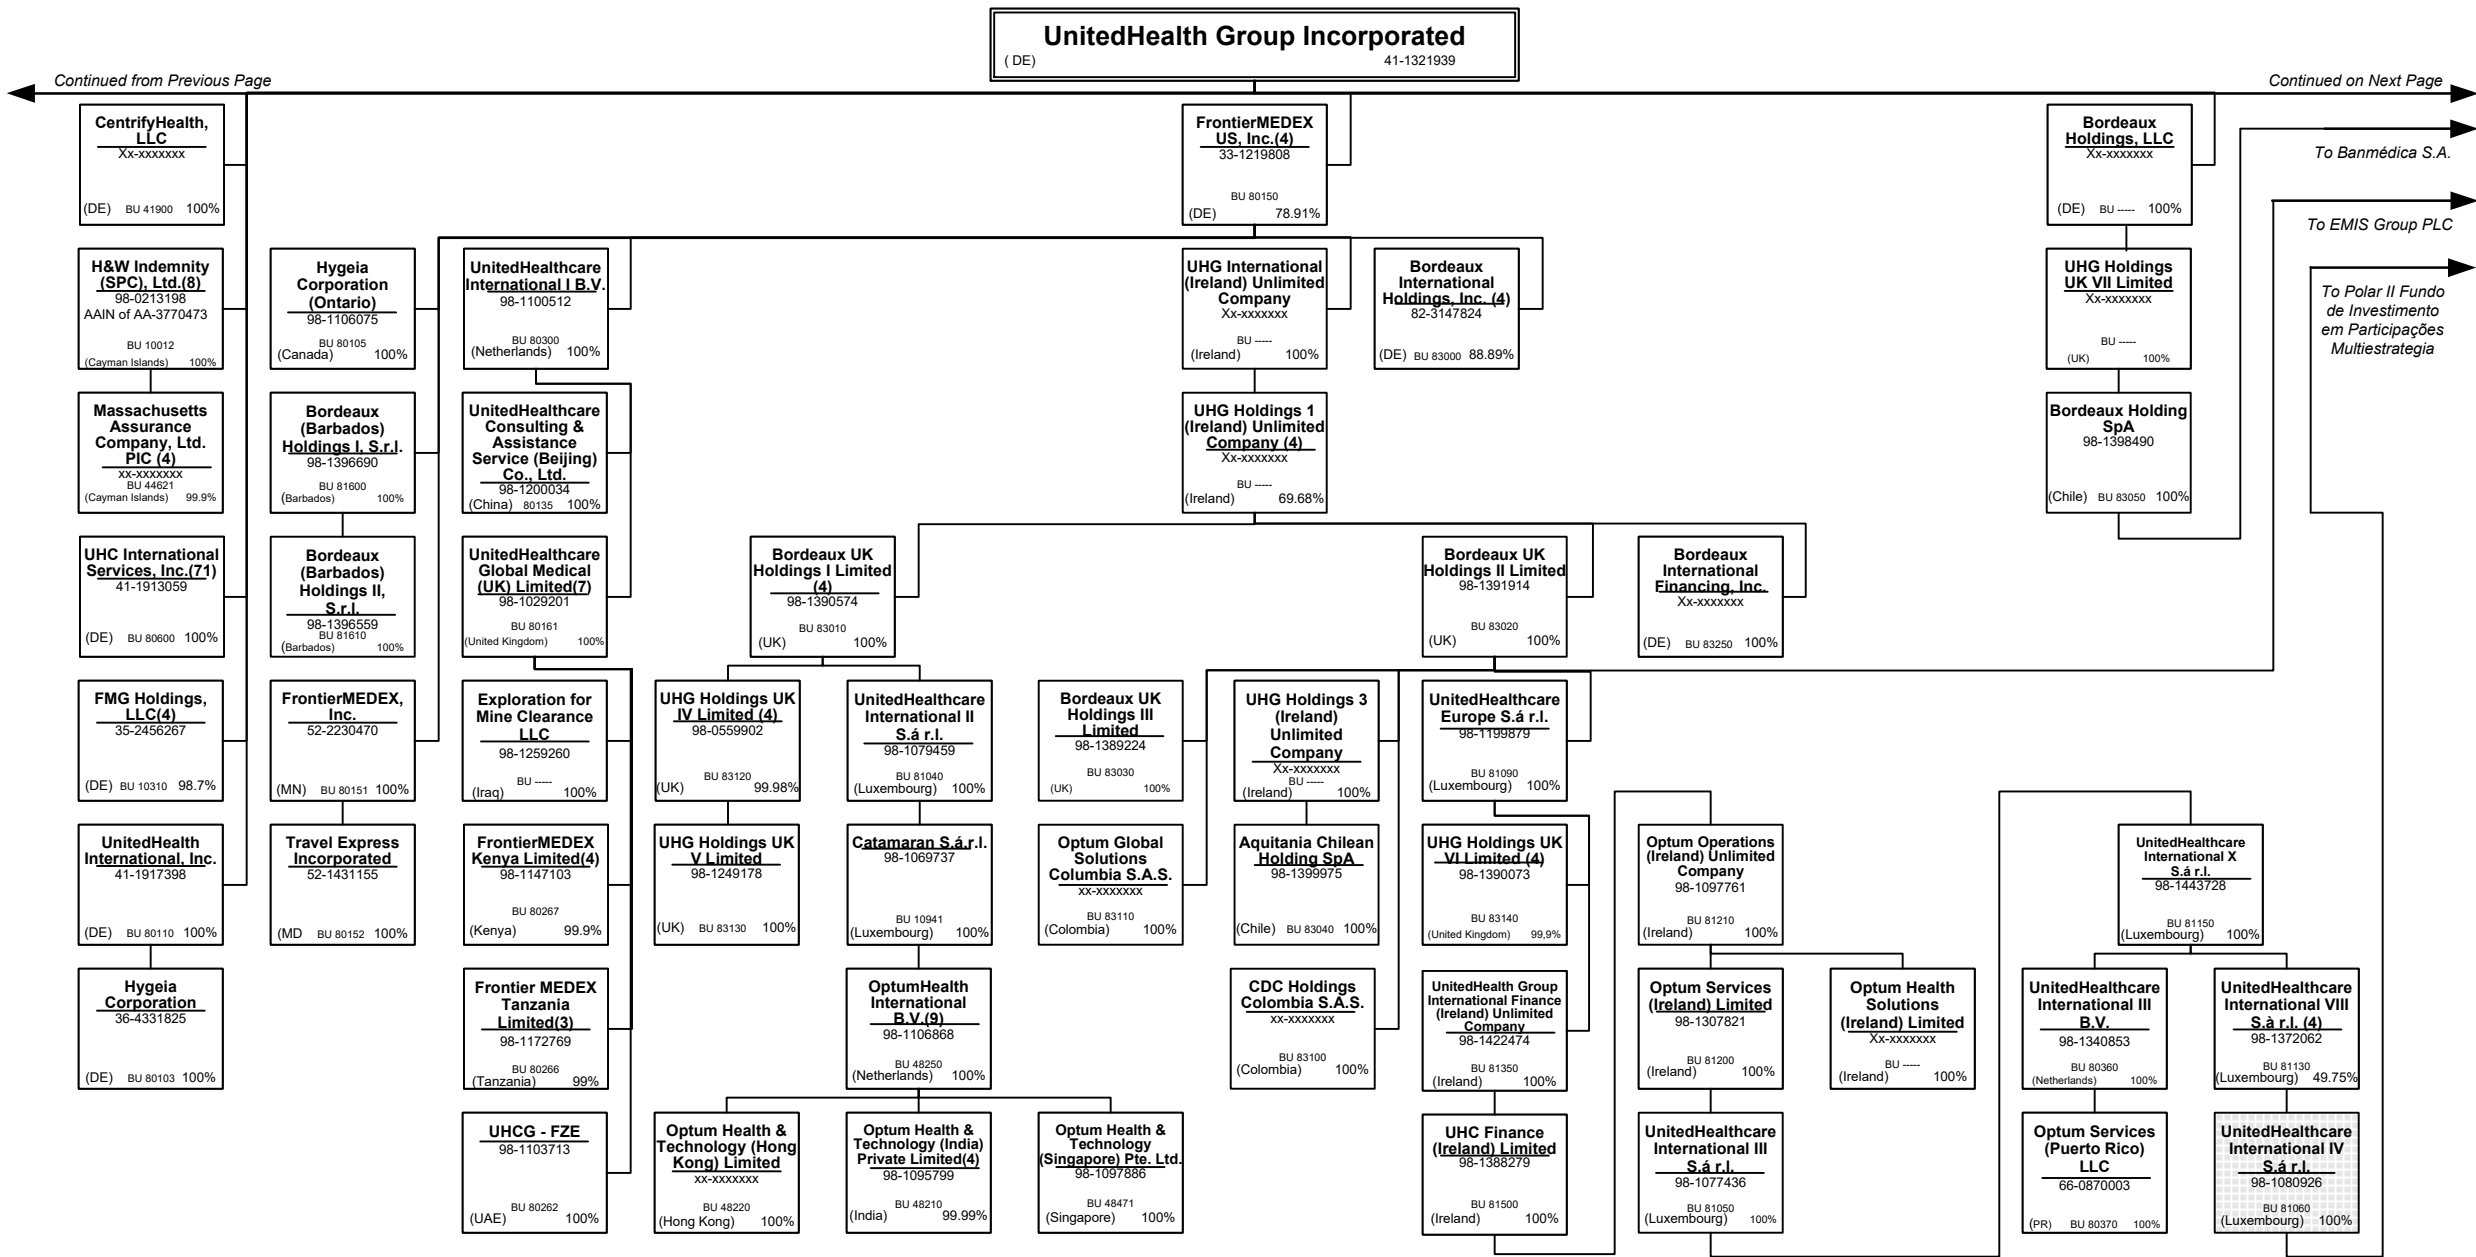 UnitedHealth Group Incorporated
( DE) 41-1321939
Continued from Previous Page
Continued on Next Page
CentrifyHealth,
LLC
Xx-xxxxxxx
(DE) BU 41900 100%
FrontierMEDEX
US, Inc.(4)
33-1219808
BU 80150
(DE) 78.91%
Bordeaux
Holdings, LLC
Xx-xxxxxxx
(DE) BU ----- 100%
To Banmédica S.A.
To EMIS Group PLC
To Polar II Fundo
de Investimento
em Participações
Multiestrategia
H&W Indemnity
(SPC), Ltd.(8)
98-0213198
AAIN of AA-3770473
BU 10012
(Cayman Islands) 100%
Hygeia
Corporation
(Ontario)
98-1106075
BU 80105
(Canada) 100%
UnitedHealthcare
International I B.V.
98-1100512
BU 80300
(Netherlands) 100%
UHG International
(Ireland) Unlimited
Company
Xx-xxxxxxx
BU -----
(Ireland) 100%
Bordeaux
International
Holdings, Inc. (4)
82-3147824
(DE) BU 83000 88.89%
UHG Holdings
UK VII Limited
Xx-xxxxxxx
BU -----
(UK) 100%
Massachusetts
Assurance
Company, Ltd.
PIC (4)
xx-xxxxxxx
BU 44621
(Cayman Islands) 99.9%
Bordeaux
(Barbados)
Holdings I, S.r.l.
98-1396690
BU 81600
(Barbados) 100%
UnitedHealthcare
Consulting &
Assistance
Service (Beijing)
Co., Ltd.
98-1200034
(China) 80135 100%
UHG Holdings 1
(Ireland) Unlimited
Company (4)
Xx-xxxxxxx
BU -----
(Ireland) 69.68%
Bordeaux Holding
SpA
98-1398490
(Chile) BU 83050 100%
UHC International
Services, Inc.(71)
41-1913059
(DE) BU 80600 100%
Bordeaux
(Barbados)
Holdings II,
S.r.l.
98-1396559
BU 81610
(Barbados) 100%
UnitedHealthcare
Global Medical
(UK) Limited(7)
98-1029201
BU 80161
(United Kingdom) 100%
Bordeaux UK
Holdings I Limited
(4)
98-1390574
BU 83010
(UK) 100%
Bordeaux UK
Holdings II Limited
98-1391914
BU 83020
(UK) 100%
Bordeaux
International
Financing, Inc.
Xx-xxxxxxx
(DE) BU 83250 100%
FMG Holdings,
LLC(4)
35-2456267
(DE) BU 10310 98.7%
FrontierMEDEX,
Inc.
52-2230470
(MN) BU 80151 100%
Exploration for
Mine Clearance
LLC
98-1259260
BU -----
(Iraq) 100%
UHG Holdings UK
IV Limited (4)
98-0559902
BU 83120
(UK) 99.98%
UnitedHealthcare
International II
S.á r.l.
98-1079459
BU 81040
(Luxembourg) 100%
Bordeaux UK
Holdings III
Limited
98-1389224
BU 83030
(UK) 100%
UHG Holdings 3
(Ireland)
Unlimited
Company
Xx-xxxxxxx
BU -----
(Ireland) 100%
UnitedHealthcare
Europe S.á r.l.
98-1199879
BU 81090
(Luxembourg) 100%
UnitedHealth
International, Inc.
41-1917398
(DE) BU 80110 100%
Travel Express
Incorporated
52-1431155
(MD BU 80152 100%
FrontierMEDEX
Kenya Limited(4)
98-1147103
BU 80267
(Kenya) 99.9%
UHG Holdings UK
V Limited
98-1249178
(UK) BU 83130 100%
Catamaran S.á.r.l.
98-1069737
BU 10941
(Luxembourg) 100%
Optum Global
Solutions
Columbia S.A.S.
xx-xxxxxxx
BU 83110
(Colombia) 100%
Aquitania Chilean
Holding SpA
98-1399975
(Chile) BU 83040 100%
UHG Holdings UK
VI Limited (4)
98-1390073
BU 83140
(United Kingdom) 99,9%
Optum Operations
(Ireland) Unlimited
Company
98-1097761
BU 81210
(Ireland) 100%
UnitedHealthcare
International X
S.á r.l.
98-1443728
BU 81150
(Luxembourg) 100%
Hygeia
Corporation
36-4331825
(DE) BU 80103 100%
Frontier MEDEX
Tanzania
Limited(3)
98-1172769
BU 80266
(Tanzania) 99%
OptumHealth
International
B.V.(9)
98-1106868
BU 48250
(Netherlands) 100%
CDC Holdings
Colombia S.A.S.
xx-xxxxxxx
BU 83100
(Colombia) 100%
UnitedHealth Group
International Finance
(Ireland) Unlimited
Company
98-1422474
BU 81350
(Ireland) 100%
Optum Services
(Ireland) Limited
98-1307821
BU 81200
(Ireland) 100%
Optum Health
Solutions
(Ireland) Limited
Xx-xxxxxxx
BU -----
(Ireland) 100%
UnitedHealthcare
International III
B.V.
98-1340853
BU 80360
(Netherlands) 100%
UnitedHealthcare
International VIII
S.à r.l. (4)
98-1372062
BU 81130
(Luxembourg) 49.75%
UHCG - FZE
98-1103713
BU 80262
(UAE) 100%
Optum Health &
Technology (Hong
Kong) Limited
xx-xxxxxxx
BU 48220
(Hong Kong) 100%
Optum Health &
Technology (India)
Private Limited(4)
98-1095799
BU 48210
(India) 99.99%
Optum Health &
Technology
(Singapore) Pte. Ltd.
98-1097886
BU 48471
(Singapore) 100%
UHC Finance
(Ireland) Limited
98-1388279
BU 81500
(Ireland) 100%
UnitedHealthcare
International III
S.á r.l.
98-1077436
BU 81050
(Luxembourg) 100%
Optum Services
(Puerto Rico)
LLC
66-0870003
(PR) BU 80370 100%
UnitedHealthcare
International IV
S.á r.l.
98-1080926
BU 81060
(Luxembourg) 100%